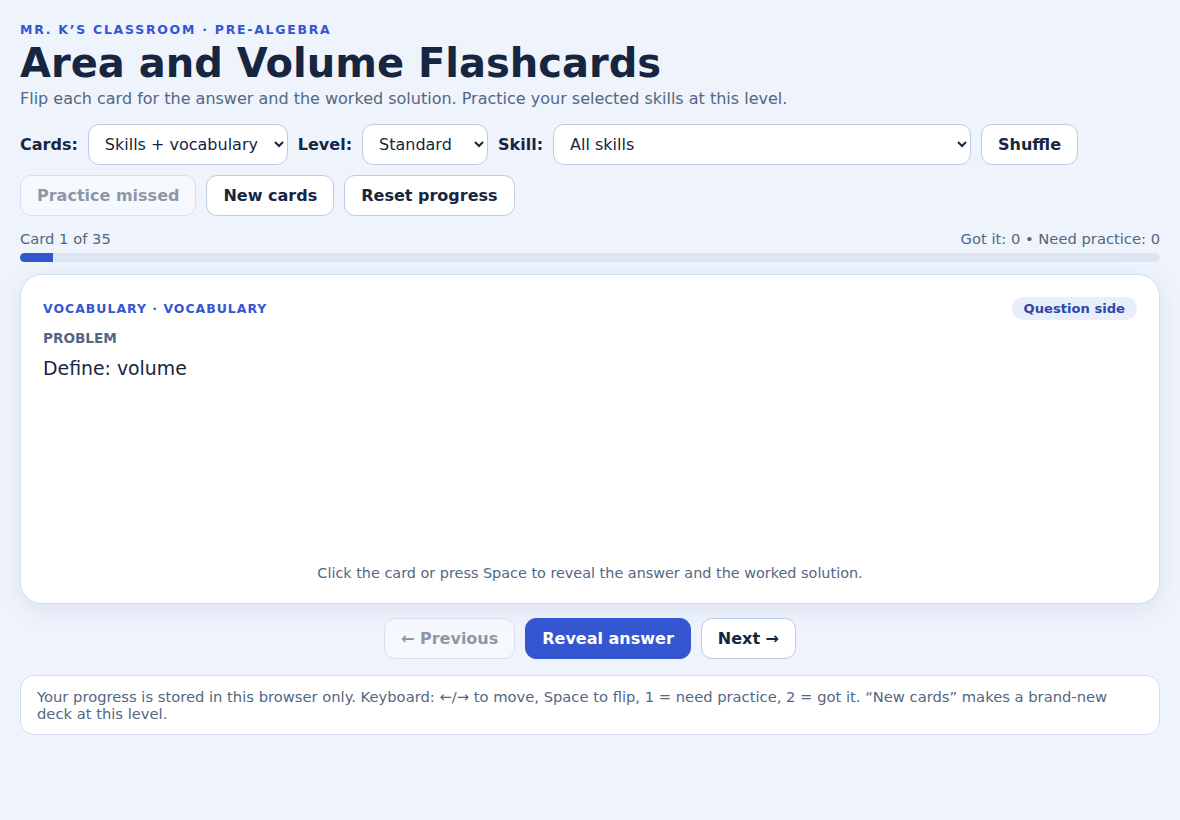 MR. K’S CLASSROOM · PRE-ALGEBRA
Area and Volume Flashcards
Flip each card for the answer and the worked solution. Practice your selected skills at this level.
Cards: Skills + vocabulary Level: Standard Skill: All skills Shuffle
Practice missed New cards Reset progress
Card 1 of 35 Got it: 0 • Need practice: 0
VOCABULARY · VOCABULARY Question side
PROBLEM
Define: volume
Click the card or press Space to reveal the answer and the worked solution.
← Previous Reveal answer Next →
Your progress is stored in this browser only. Keyboard: ←/→ to move, Space to flip, 1 = need practice, 2 = got it. “New cards” makes a brand-new
deck at this level.